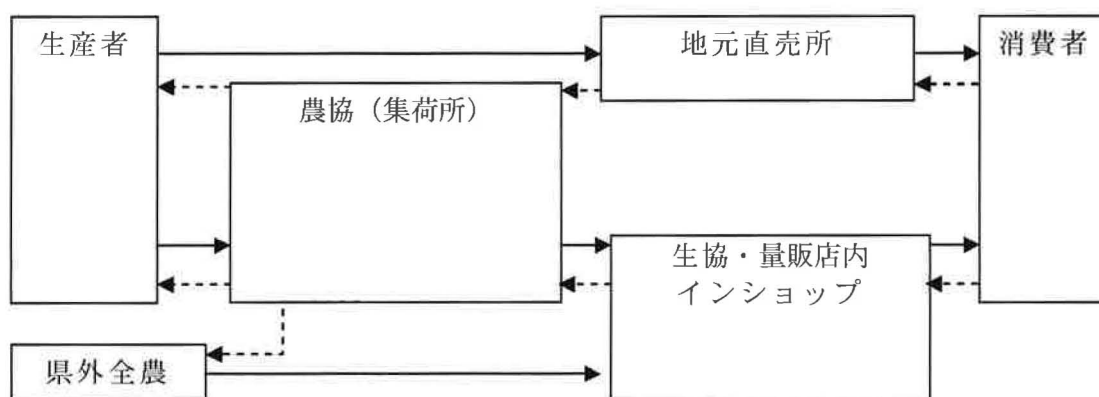 生産者
地元直売所
消費者
農協（集荷所）
生協・量販店内
インショップ
県外全農